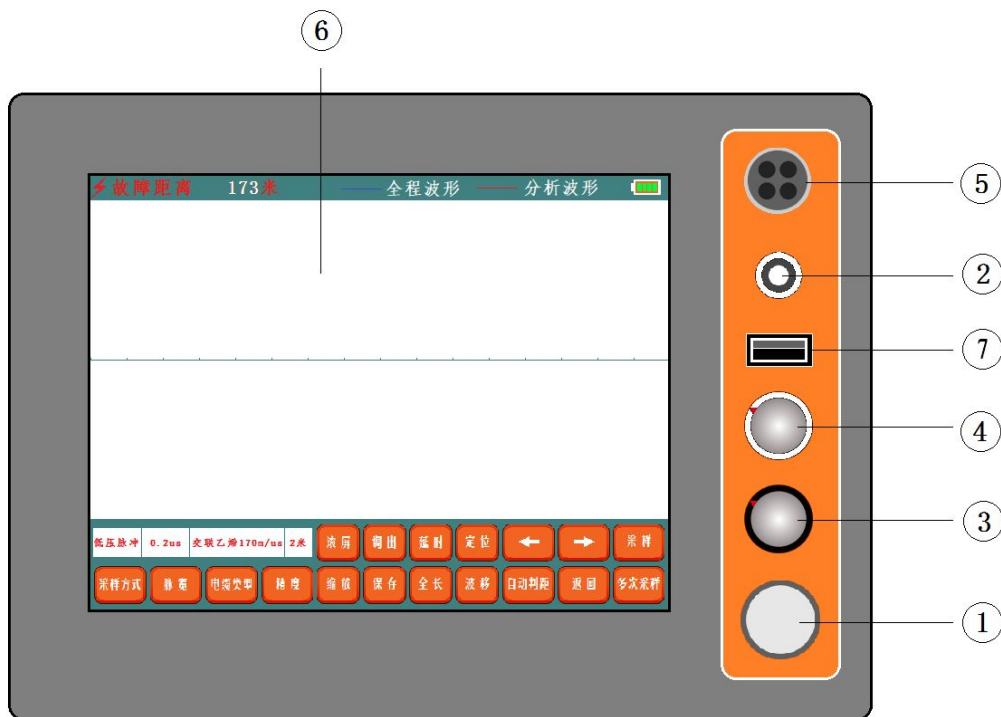 ⑥
故障距离 173米 全程波形 分析波形
⑤
②
⑦
④
③
①
低压脉冲 0.2us 交联乙烯170m/us 2米 滚屏 调出 延时 定位 ← → 采样
采样方式 脉宽 电缆类型 精度 缩放 保存 全长 波移 自动判距 返回 多次采样